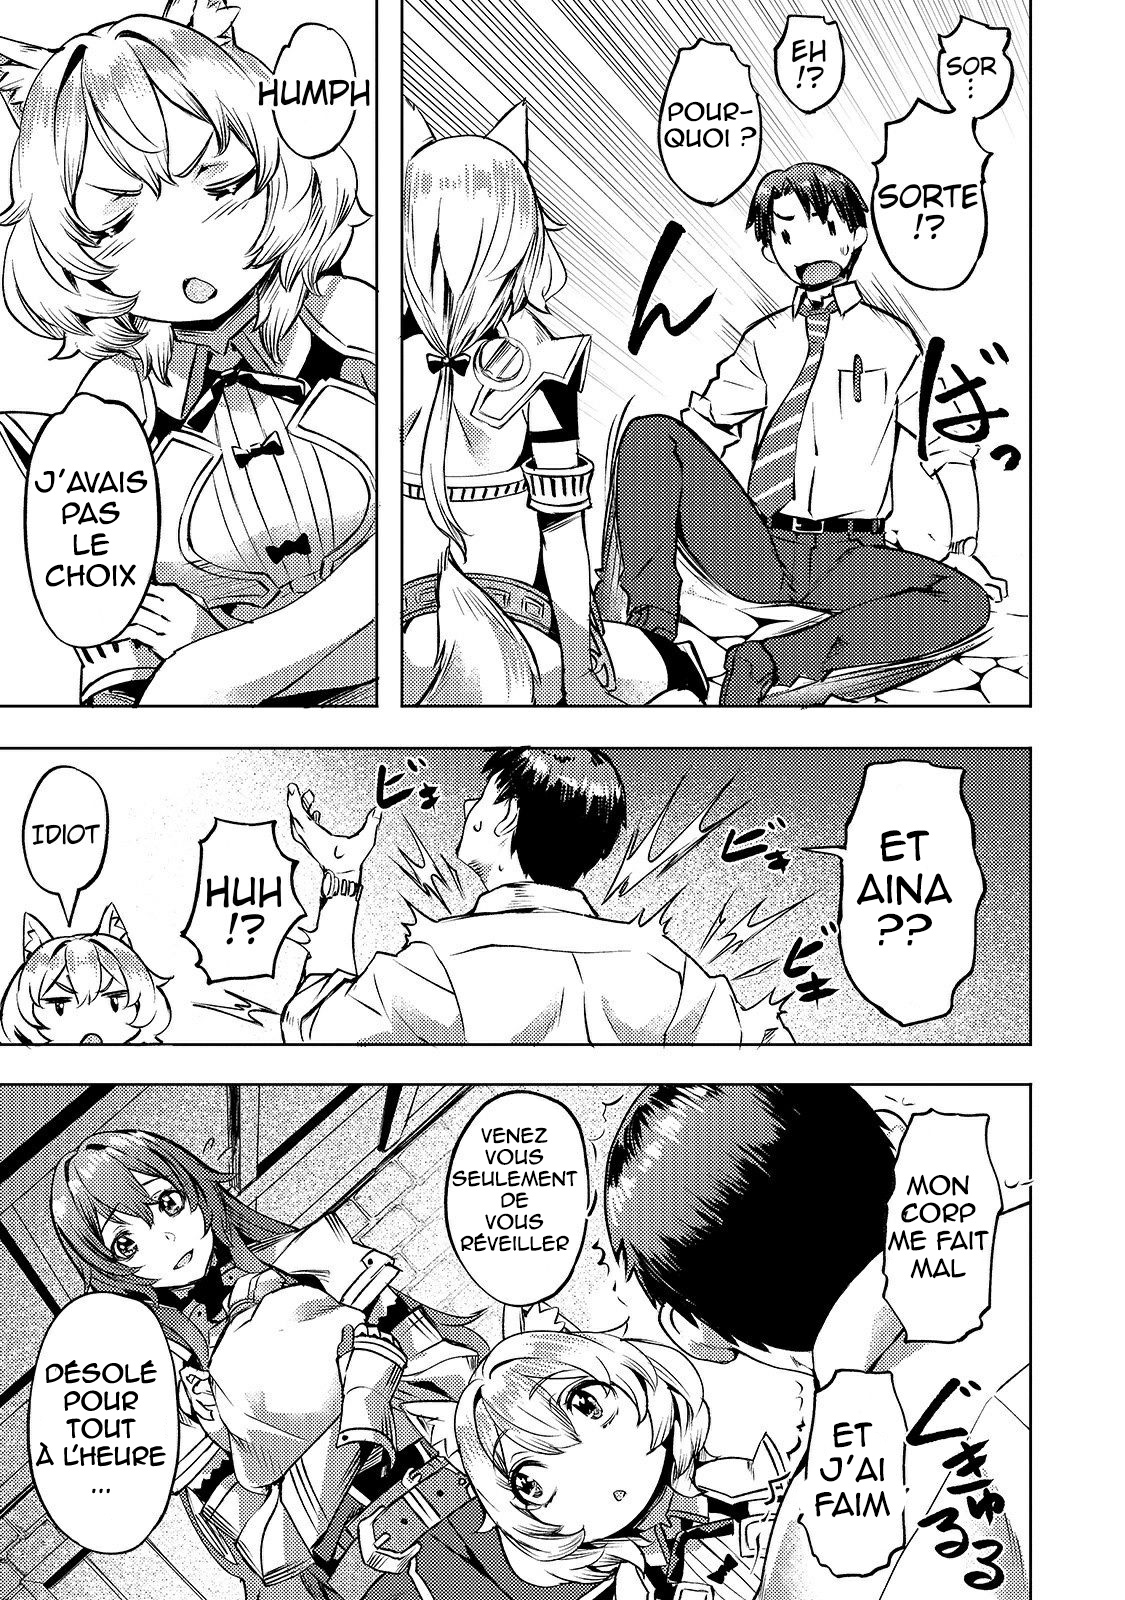 SOR
...
SORTE
!?
EH
!?
POUR-
QUOI ?
ばっ
ん
HUMPH
J'AVAIS
PAS
LE
CHOIX
ET
AINA
??
ビキ
ビキ
ビキ
HUH
!?
IDIOT
MON
CORP
ME FAIT
MAL
ET
J'AI
FAIM
ぐきゅるる
VENEZ
VOUS
SEULEMENT
DE
VOUS
RÉVEILLER
DÉSOLÉ
POUR
TOUT
À L'HEURE
...